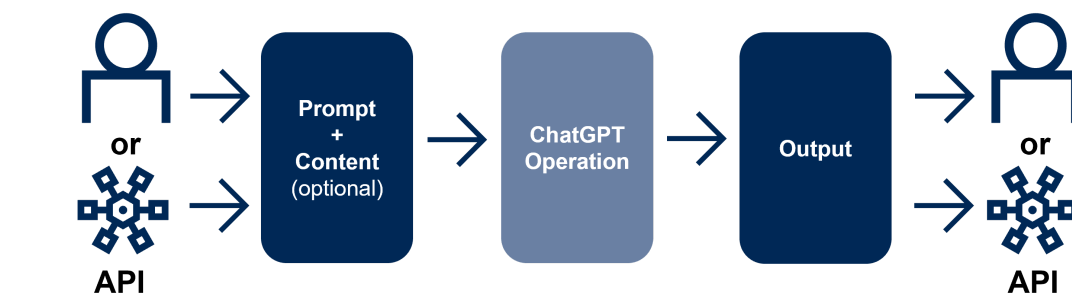 or
API
Prompt
+
Content
(optional)
ChatGPT
Operation
Output
or
API